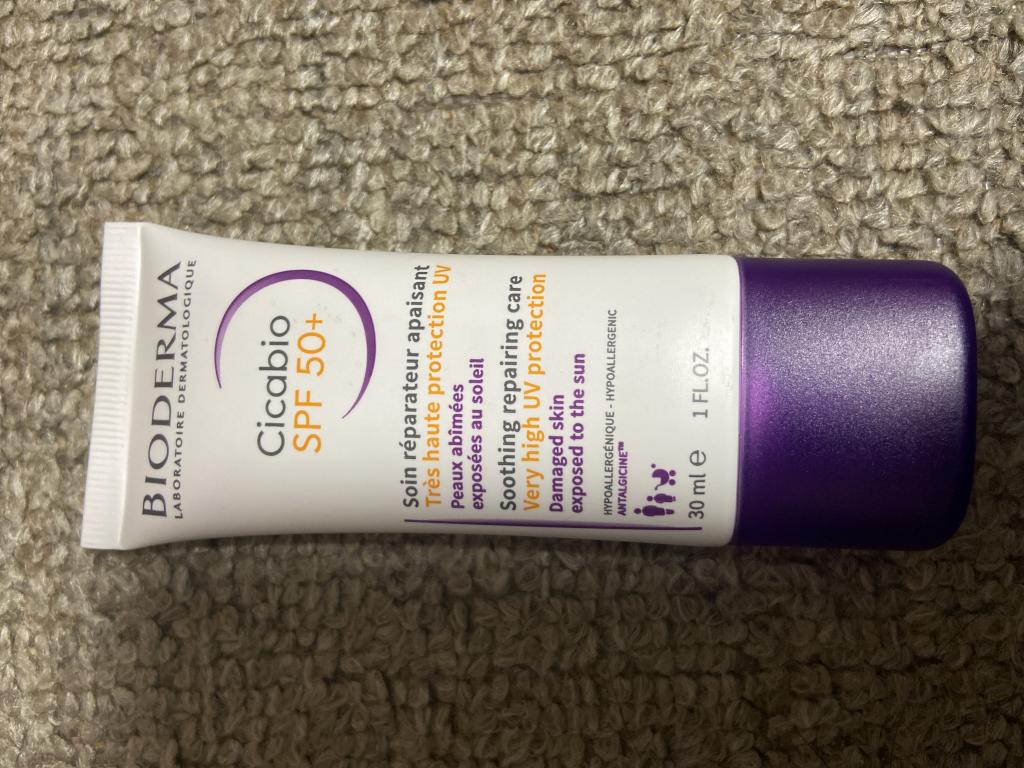 BIODERMA
LABORATOIRE DERMATOLOGIQUE
Cicabio
SPF 50+
Soin réparateur apaisant
Très haute protection UV
Peaux abîmées
exposées au soleil
Soothing repairing care
Very high UV protection
Damaged skin
exposed to the sun
HYPOALLERGÉNIQUE - HYPOALLERGENIC
ANTALGICINE™
30 ml ℮ 1 FL.OZ.